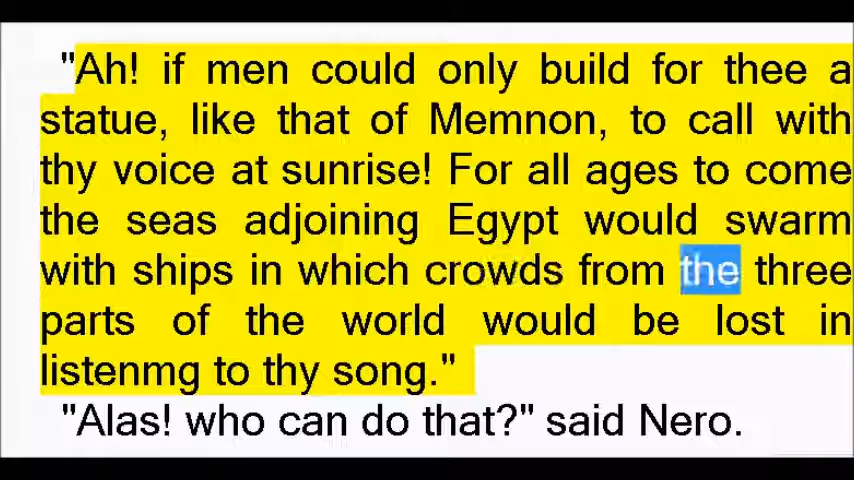 "Ah! if men could only build for thee a
statue, like that of Memnon, to call with
thy voice at sunrise! For all ages to come
the seas adjoining Egypt would swarm
with ships in which crowds from the three
parts of the world would be lost in
listenmg to thy song."
"Alas! who can do that?" said Nero.